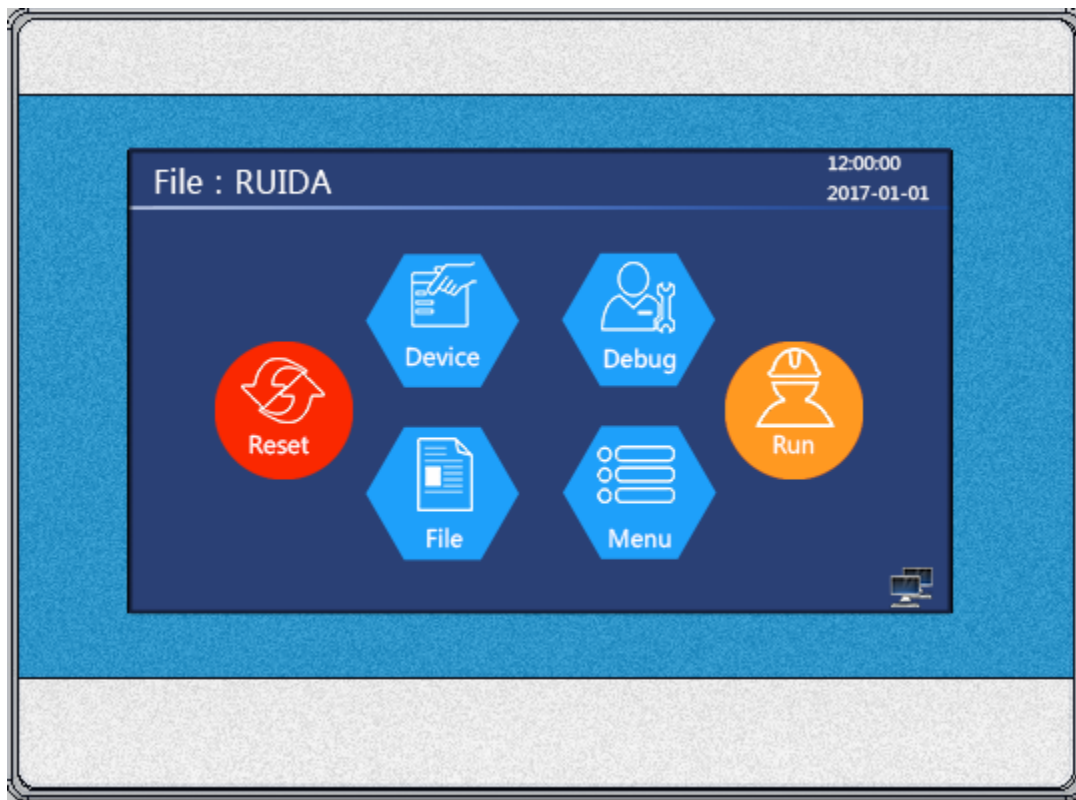 File : RUIDA
12:00:00
2017-01-01
Device
Debug
Reset
Run
File
Menu